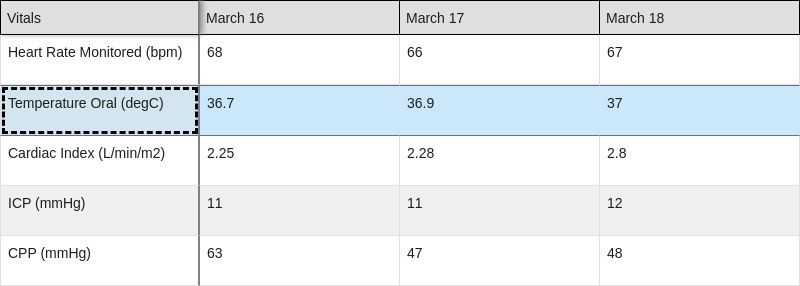 Vitals March 16 March 17 March 18
Heart Rate Monitored (bpm) 68 66 67
Temperature Oral (degC) 36.7 36.9 37
Cardiac Index (L/min/m2) 2.25 2.28 2.8
ICP (mmHg) 11 11 12
CPP (mmHg) 63 47 48